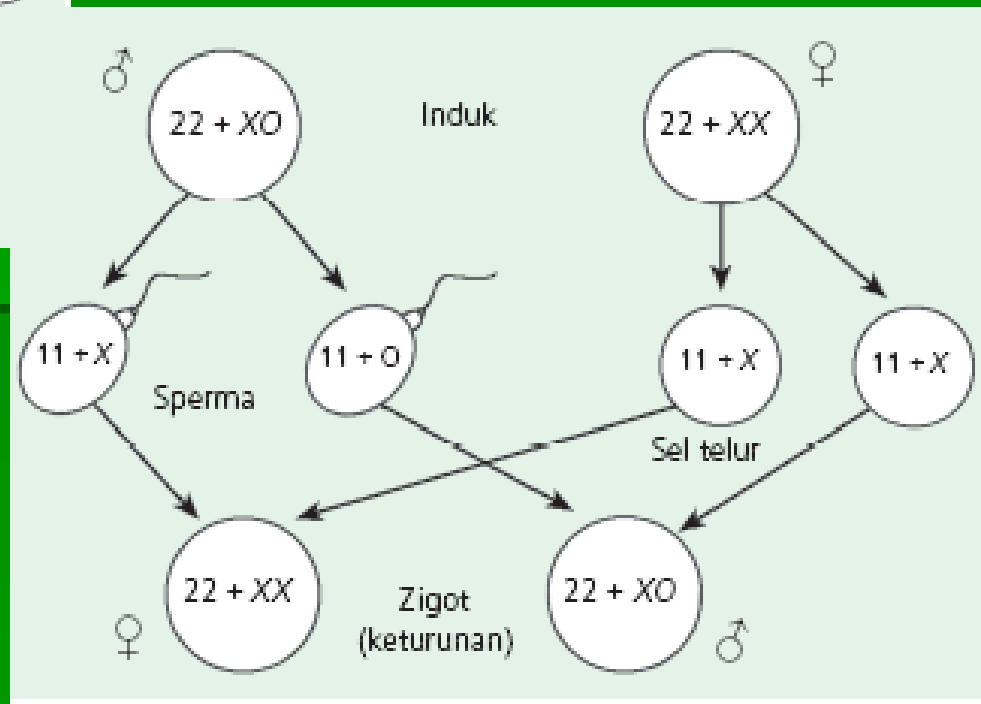 ♂
♀
22 + XO
Induk
22 + XX
11 + X
11 + O
11 + X
11 + X
Sperma
Sel telur
22 + XX
Zigot
(keturunan)
22 + XO
♀
♂